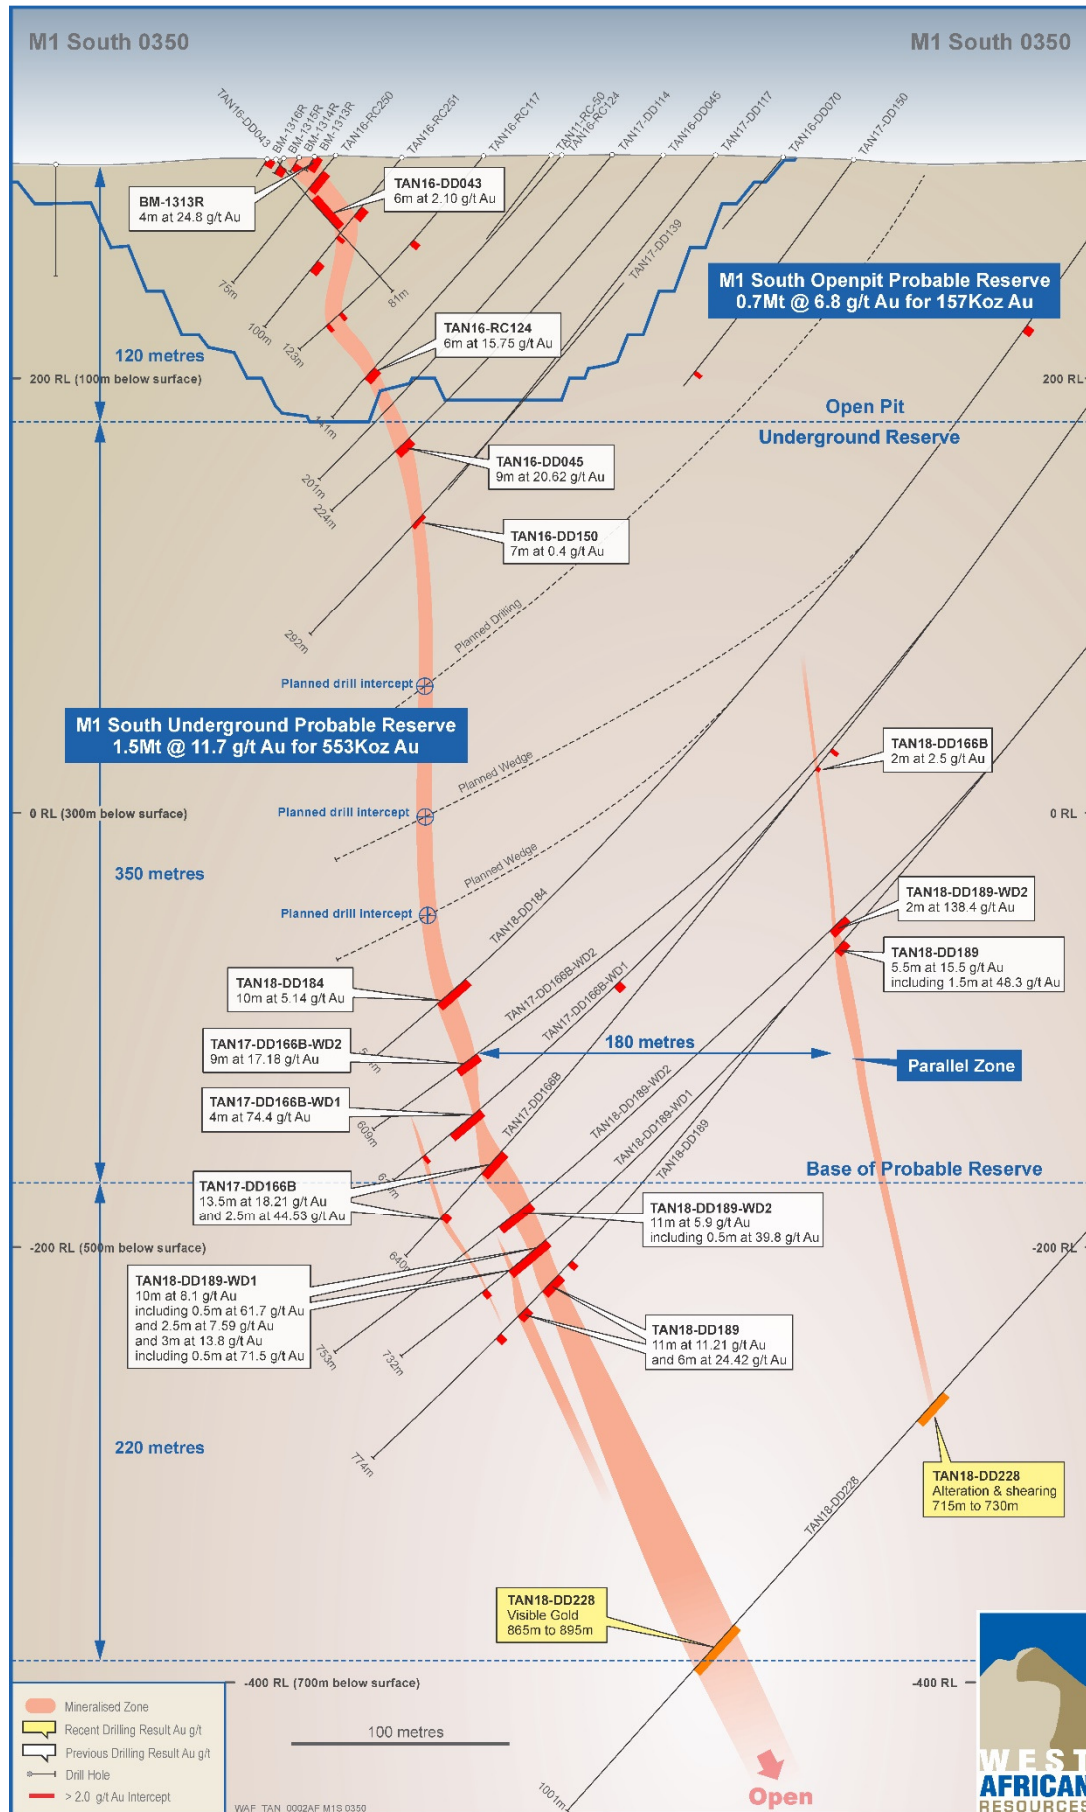 M1 South 0350
M1 South 0350
TAN16-DD043
BM-1316R
BM-1315R
BM-1314R
BM-1313R
TAN16-RC250
TAN16-RC251
TAN16-RC117
TAN11-RC-50
TAN16-RC124
TAN17-DD114
TAN16-DD045
TAN17-DD117
TAN16-DD070
TAN17-DD150
BM-1313R
4m at 24.8 g/t Au
TAN16-DD043
6m at 2.10 g/t Au
TAN17-DD139
75m
81m
100m
123m
M1 South Openpit Probable Reserve
0.7Mt @ 6.8 g/t Au for 157Koz Au
TAN16-RC124
6m at 15.75 g/t Au
120 metres
200 RL (100m below surface)
200 RL
141m
Open Pit
Underground Reserve
TAN16-DD045
9m at 20.62 g/t Au
201m
224m
TAN16-DD150
7m at 0.4 g/t Au
292m
Planned Drilling
Planned drill intercept
M1 South Underground Probable Reserve
1.5Mt @ 11.7 g/t Au for 553Koz Au
TAN18-DD166B
2m at 2.5 g/t Au
Planned Wedge
0 RL (300m below surface)
Planned drill intercept
0 RL
350 metres
Planned Wedge
Planned drill intercept
TAN18-DD184
TAN18-DD189-WD2
2m at 138.4 g/t Au
TAN18-DD189
5.5m at 15.5 g/t Au
including 1.5m at 48.3 g/t Au
TAN18-DD184
10m at 5.14 g/t Au
TAN17-DD166B-WD2
TAN17-DD166B-WD1
TAN17-DD166B-WD2
9m at 17.18 g/t Au
180 metres
Parallel Zone
TAN17-DD166B-WD1
4m at 74.4 g/t Au
609m
TAN17-DD166B
TAN18-DD189-WD2
TAN18-DD189-WD1
TAN18-DD189
Base of Probable Reserve
TAN17-DD166B
13.5m at 18.21 g/t Au
and 2.5m at 44.53 g/t Au
640m
TAN18-DD189-WD2
11m at 5.9 g/t Au
including 0.5m at 39.8 g/t Au
-200 RL (500m below surface)
-200 RL
TAN18-DD189-WD1
10m at 8.1 g/t Au
including 0.5m at 61.7 g/t Au
and 2.5m at 7.59 g/t Au
and 3m at 13.8 g/t Au
including 0.5m at 71.5 g/t Au
TAN18-DD189
11m at 11.21 g/t Au
and 6m at 24.42 g/t Au
753m
732m
774m
220 metres
TAN18-DD228
Alteration & shearing
715m to 730m
TAN18-DD228
TAN18-DD228
Visible Gold
865m to 895m
-400 RL (700m below surface)
-400 RL
Mineralised Zone
Recent Drilling Result Au g/t
Previous Drilling Result Au g/t
Drill Hole
> 2.0 g/t Au Intercept
100 metres
1001m
Open
WAF_TAN_0002AF M1S 0350
WEST
AFRICAN
RESOURCES